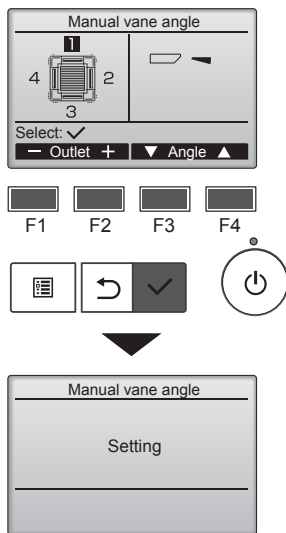 Manual vane angle
1
4 2
3
Select:
− Outlet + ▼ Angle ▲
F1 F2 F3 F4
Manual vane angle
Setting